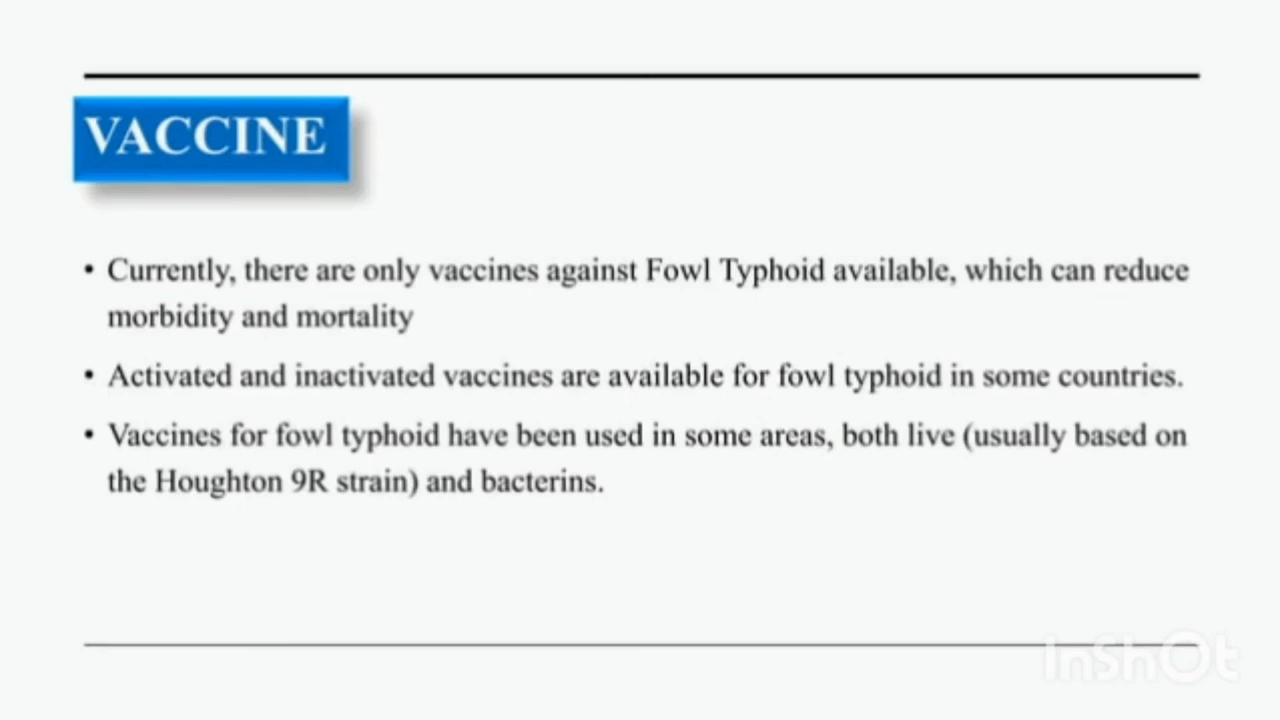 VACCINE
• Currently, there are only vaccines against Fowl Typhoid available, which can reduce
morbidity and mortality
• Activated and inactivated vaccines are available for fowl typhoid in some countries.
• Vaccines for fowl typhoid have been used in some areas, both live (usually based on
the Houghton 9R strain) and bacterins.
InShOt